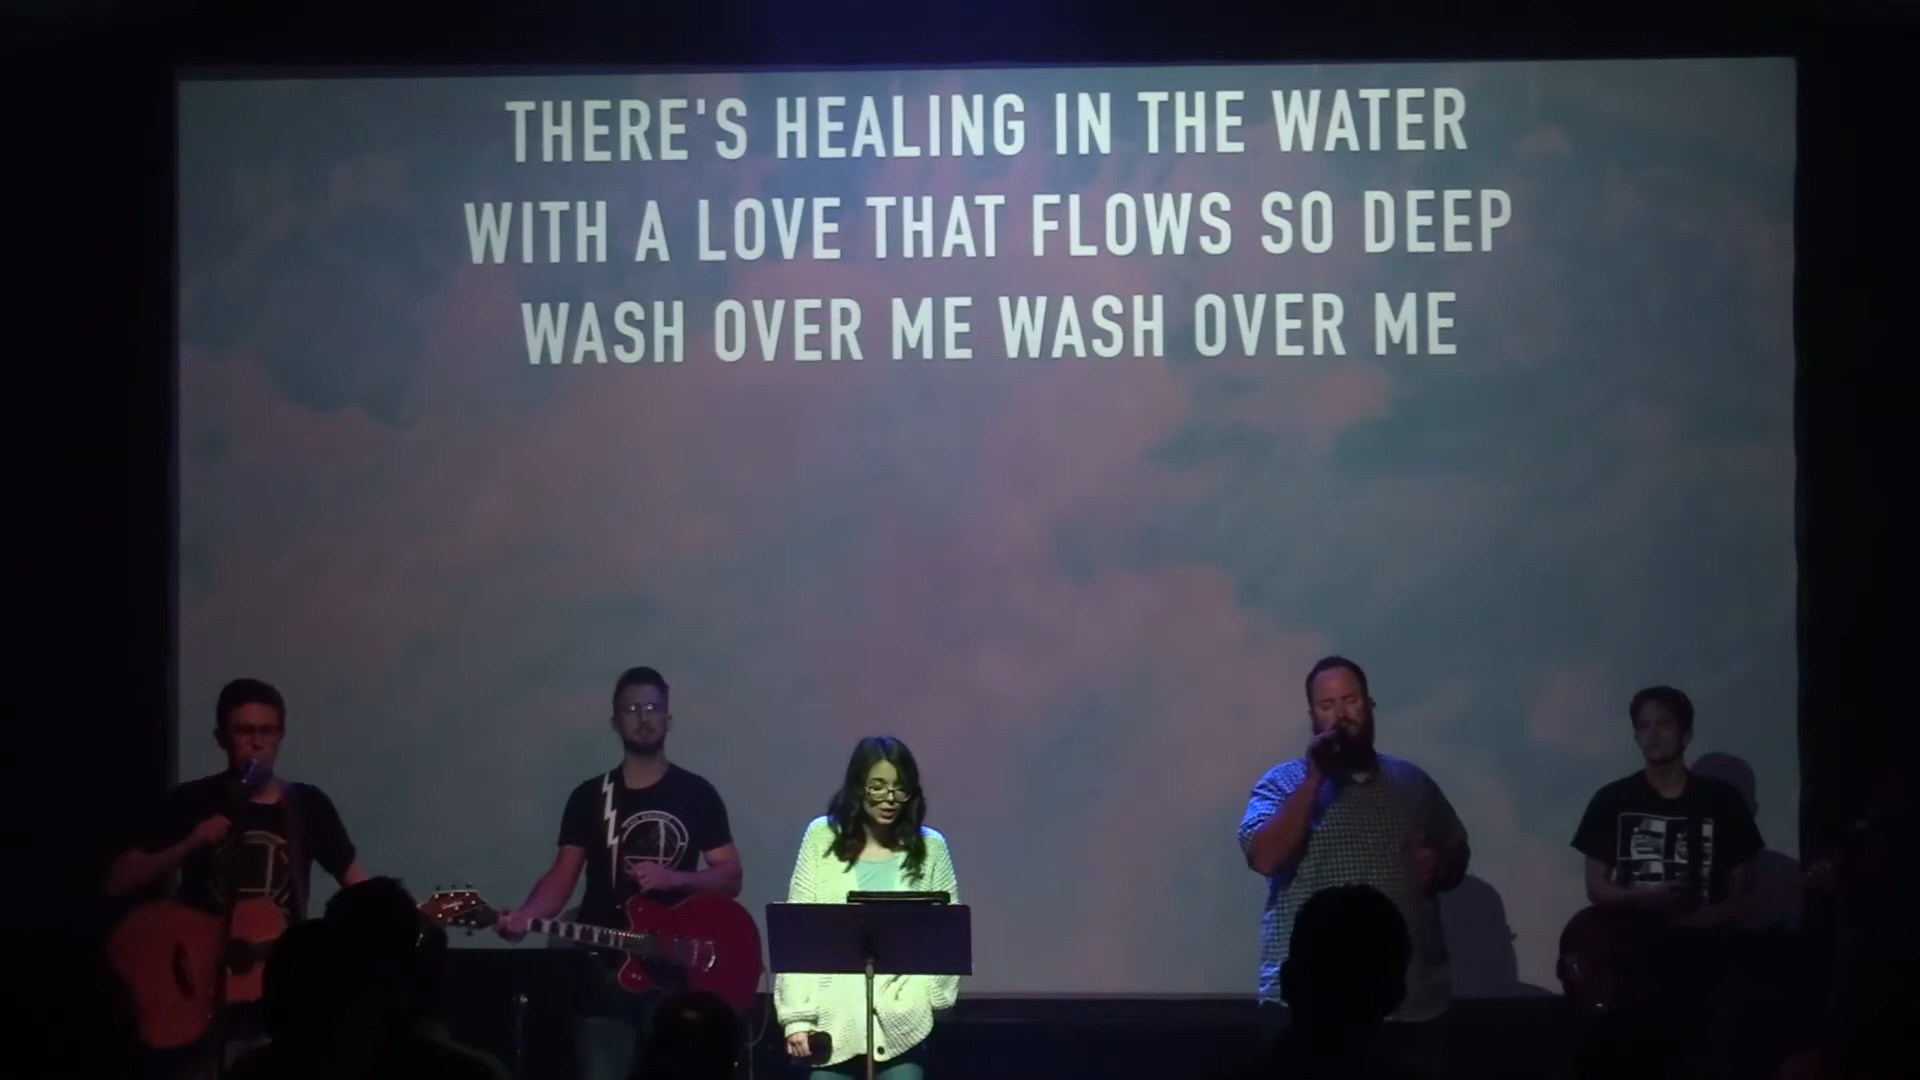 THERE'S HEALING IN THE WATER
WITH A LOVE THAT FLOWS SO DEEP
WASH OVER ME WASH OVER ME